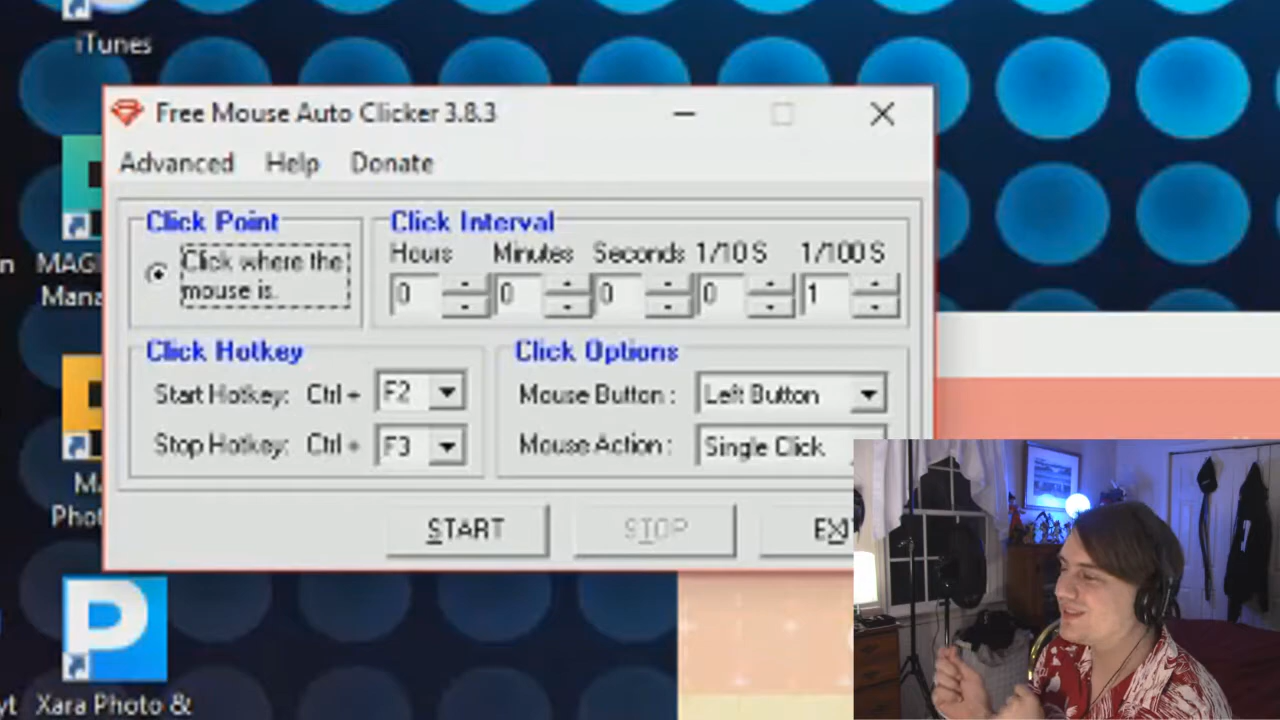 iTunes
Free Mouse Auto Clicker 3.8.3
Advanced Help Donate
Click Point
Click where the
mouse is.
Click Interval
Hours Minutes Seconds 1/10 S 1/100 S
0 0 0 0 1
Click Hotkey
Start Hotkey: Ctrl + F2
Stop Hotkey: Ctrl + F3
Click Options
Mouse Button : Left Button
Mouse Action : Single Click
START STOP
P
Xara Photo &